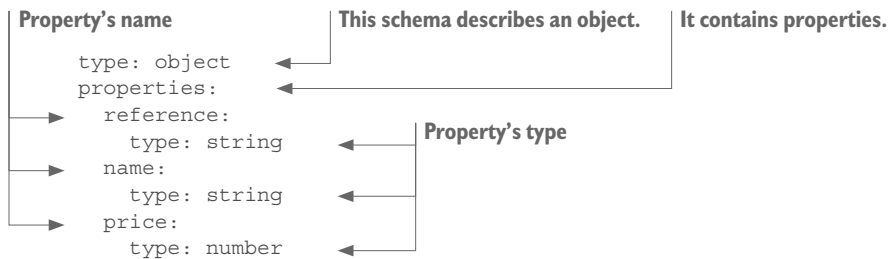 Property’s name
This schema describes an object.
It contains properties.
type: object
properties:
reference:
type: string
Property’s type
name:
type: string
price:
type: number